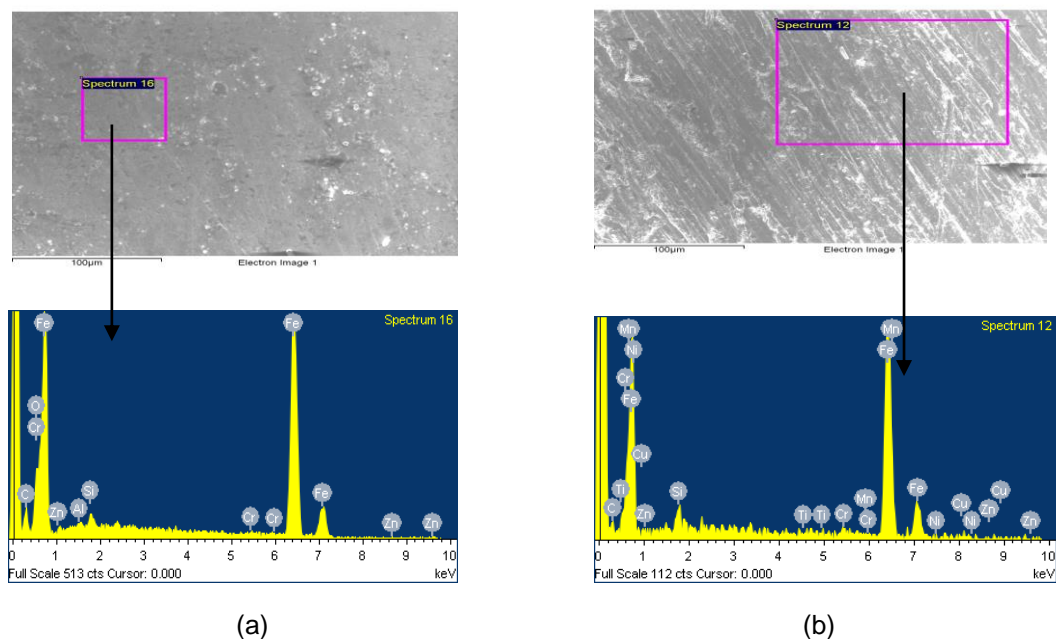 Spectrum 16
100μm Electron Image 1
Spectrum 12
100μm Electron Image 1
Spectrum 16
Fe
Fe
O
Cr
C
Zn
Al
Si
Cr
Cr
Fe
Zn
Zn
0 1 2 3 4 5 6 7 8 9 10
Full Scale 513 cts Cursor: 0.000 keV
Spectrum 12
Mn
Ni
Cr
Fe
Cu
Ti
C
Zn
Si
Ti
Ti
Cr
Mn
Cr
Mn
Fe
Fe
Ni
Cu
Ni
Zn
Cu
Zn
0 1 2 3 4 5 6 7 8 9 10
Full Scale 112 cts Cursor: 0.000 keV
(a)
(b)